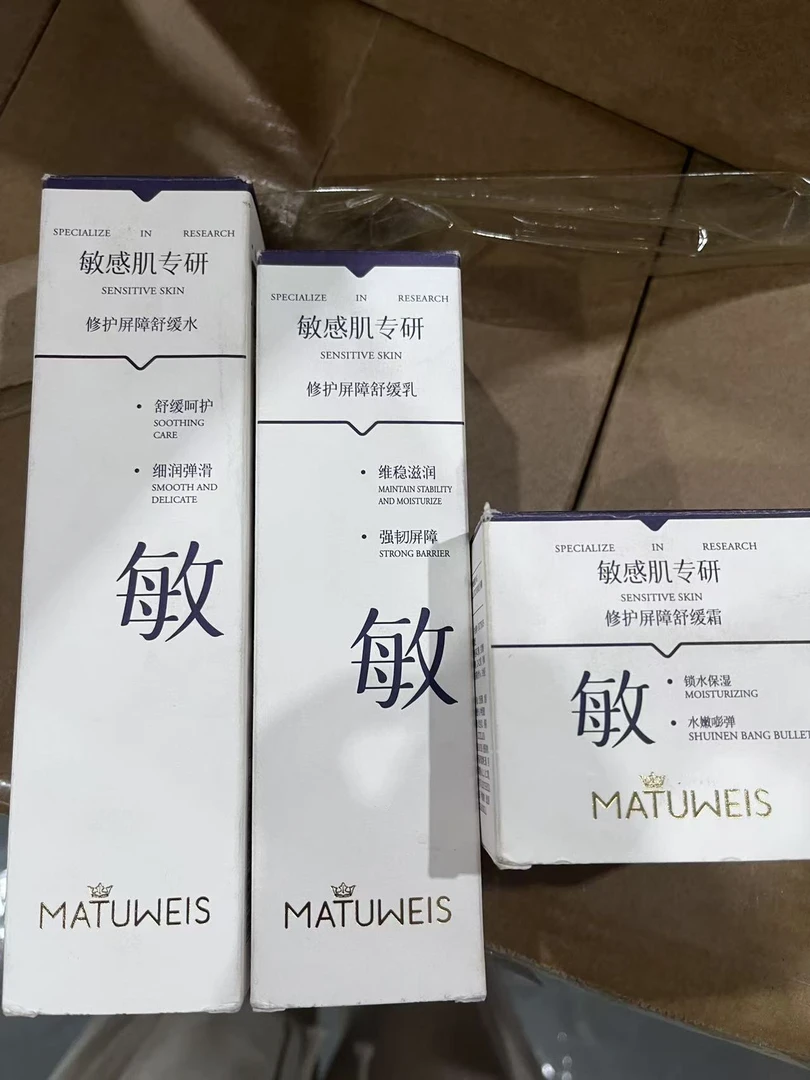 SPECIALIZE IN RESEARCH
敏感肌专研
SENSITIVE SKIN
修护屏障舒缓水
• 舒缓呵护
SOOTHING
CARE
• 细润弹滑
SMOOTH AND
DELICATE
敏
MATUWEIS
SPECIALIZE IN RESEARCH
敏感肌专研
SENSITIVE SKIN
修护屏障舒缓乳
• 维稳滋润
MAINTAIN STABILITY
AND MOISTURIZE
• 强韧屏障
STRONG BARRIER
敏
MATUWEIS
SPECIALIZE IN RESEARCH
敏感肌专研
SENSITIVE SKIN
修护屏障舒缓霜
敏
• 锁水保湿
MOISTURIZING
• 水嫩嘭弹
SHUINEN BANG BULLET
MATUWEIS